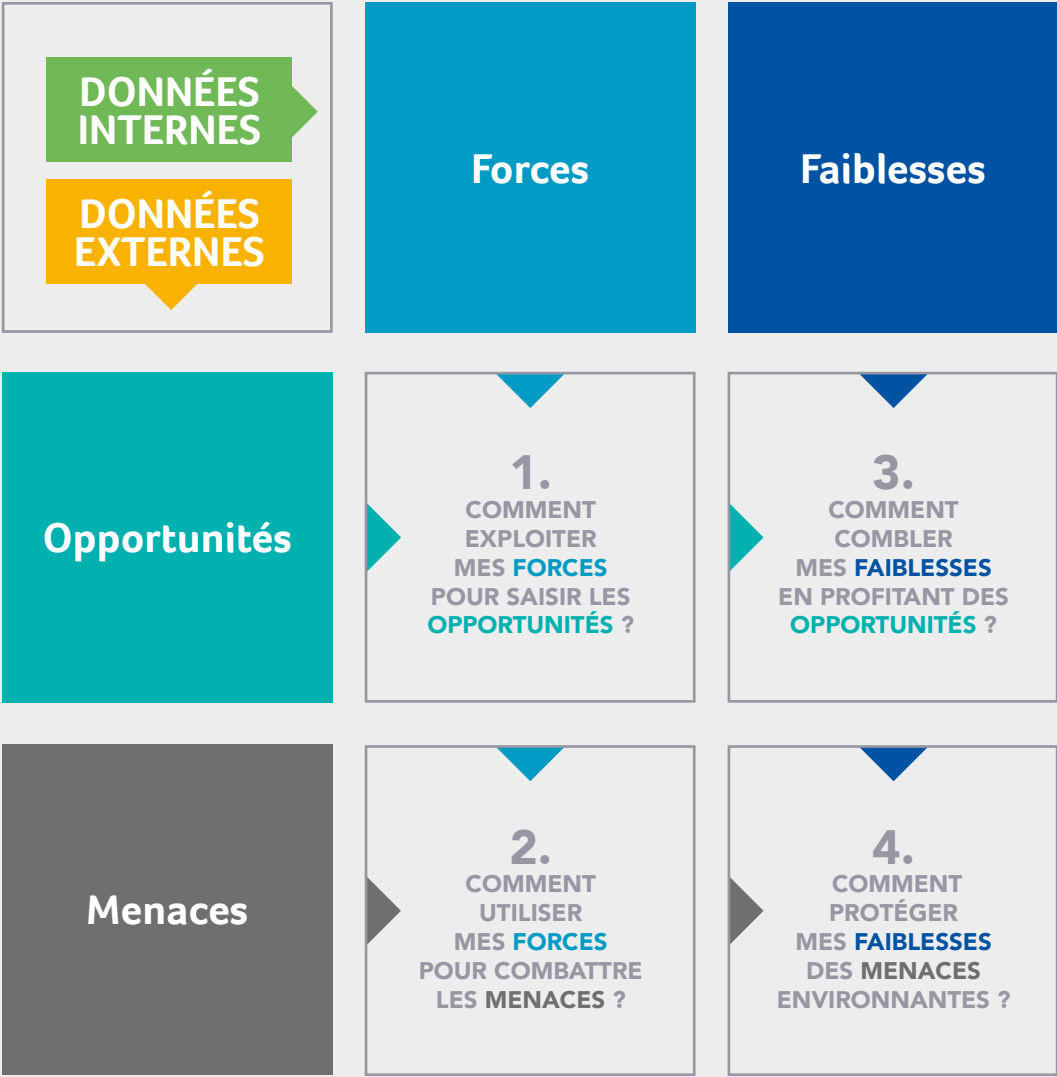 DONNÉES
INTERNES
DONNÉES
EXTERNES
Forces
Faiblesses
Opportunités
1.
COMMENT
EXPLOITER
MES FORCES
POUR SAISIR LES
OPPORTUNITÉS ?
3.
COMMENT
COMBLER
MES FAIBLESSES
EN PROFITANT DES
OPPORTUNITÉS ?
Menaces
2.
COMMENT
UTILISER
MES FORCES
POUR COMBATTRE
LES MENACES ?
4.
COMMENT
PROTÉGER
MES FAIBLESSES
DES MENACES
ENVIRONNANTES ?